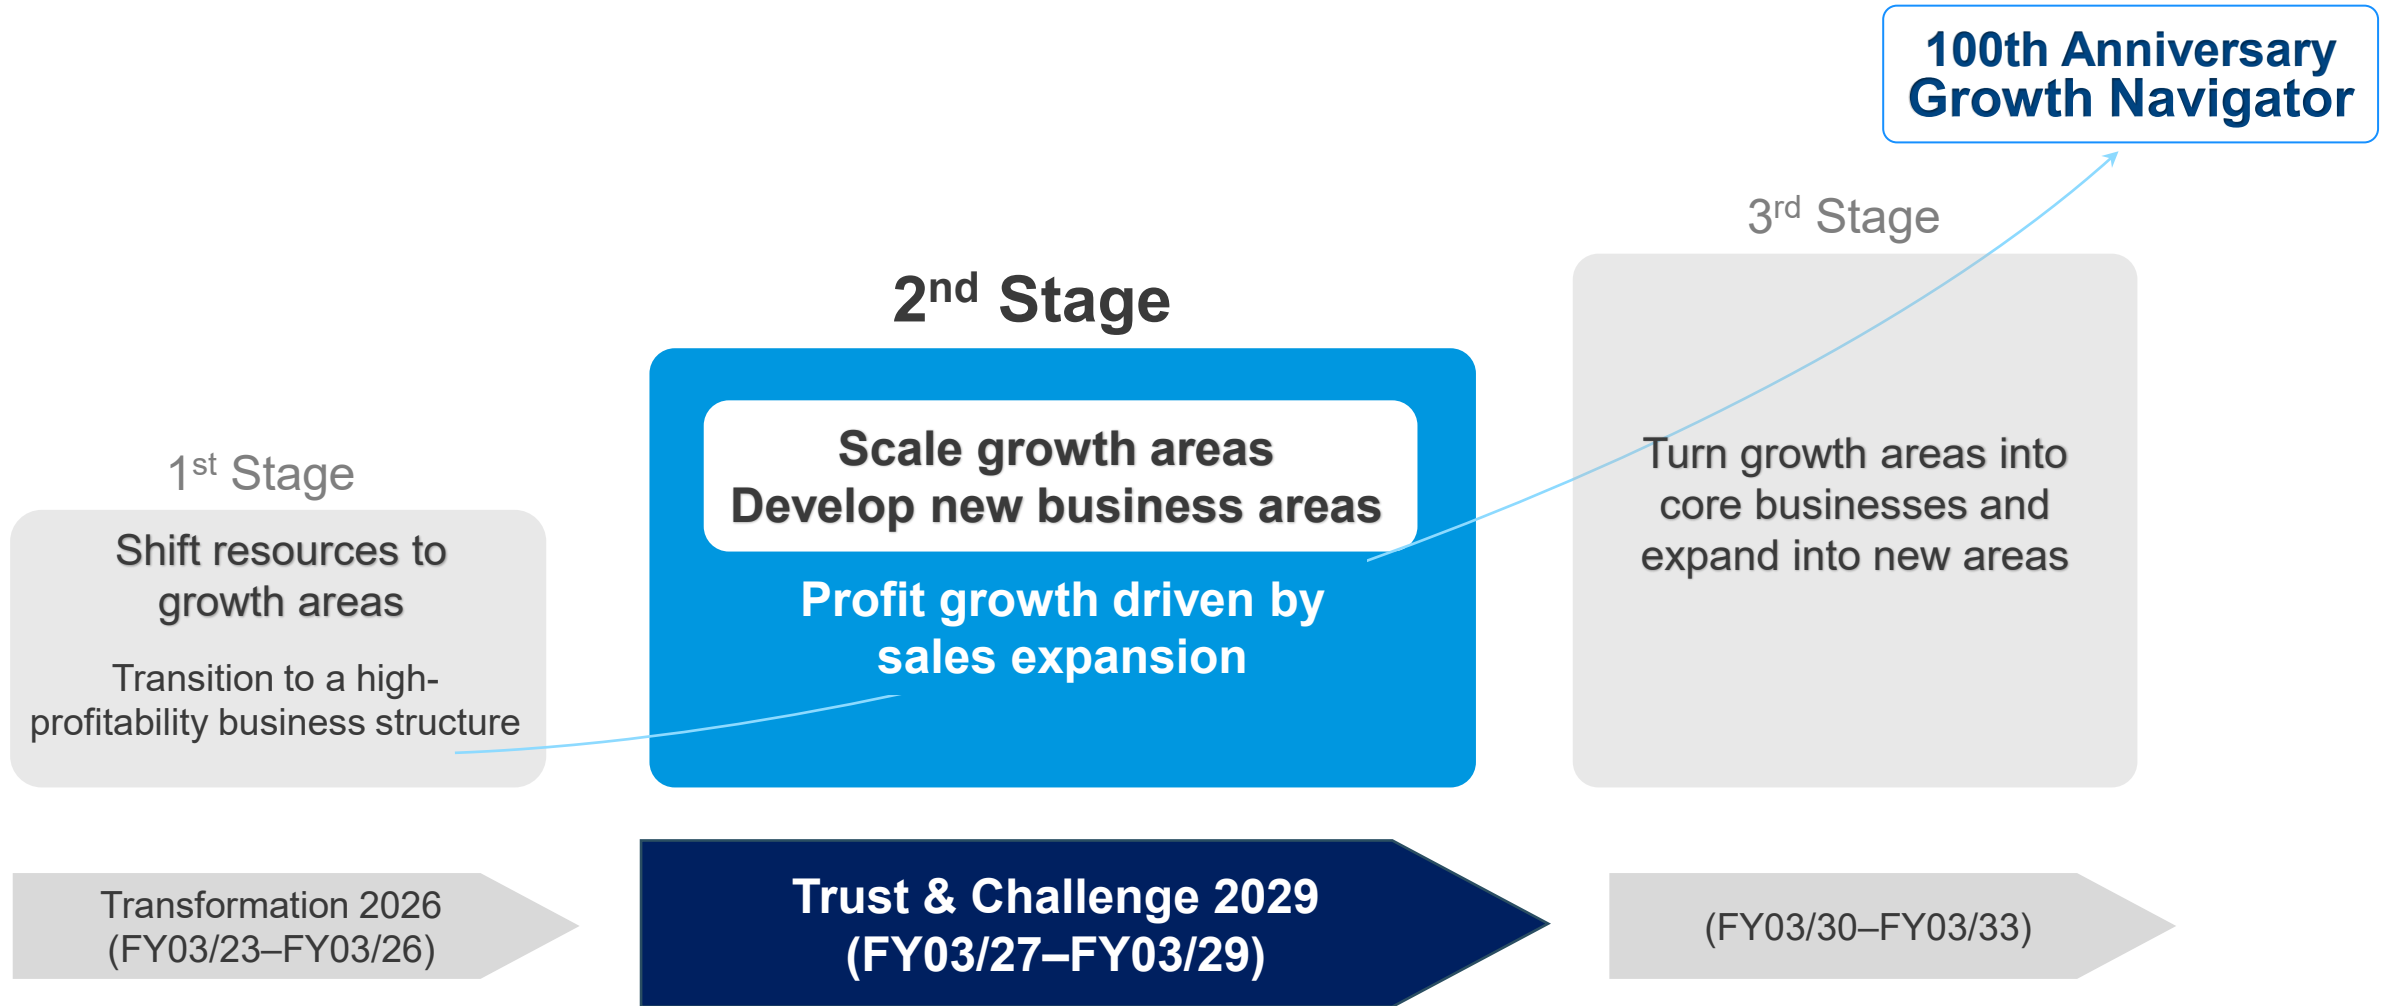 100th Anniversary
Growth Navigator
3rd Stage
2nd Stage
1st Stage
Shift resources to
growth areas
Transition to a high-
profitability business structure
Scale growth areas
Develop new business areas
Profit growth driven by
sales expansion
Turn growth areas into
core businesses and
expand into new areas
Transformation 2026
(FY03/23–FY03/26)
Trust & Challenge 2029
(FY03/27–FY03/29)
(FY03/30–FY03/33)